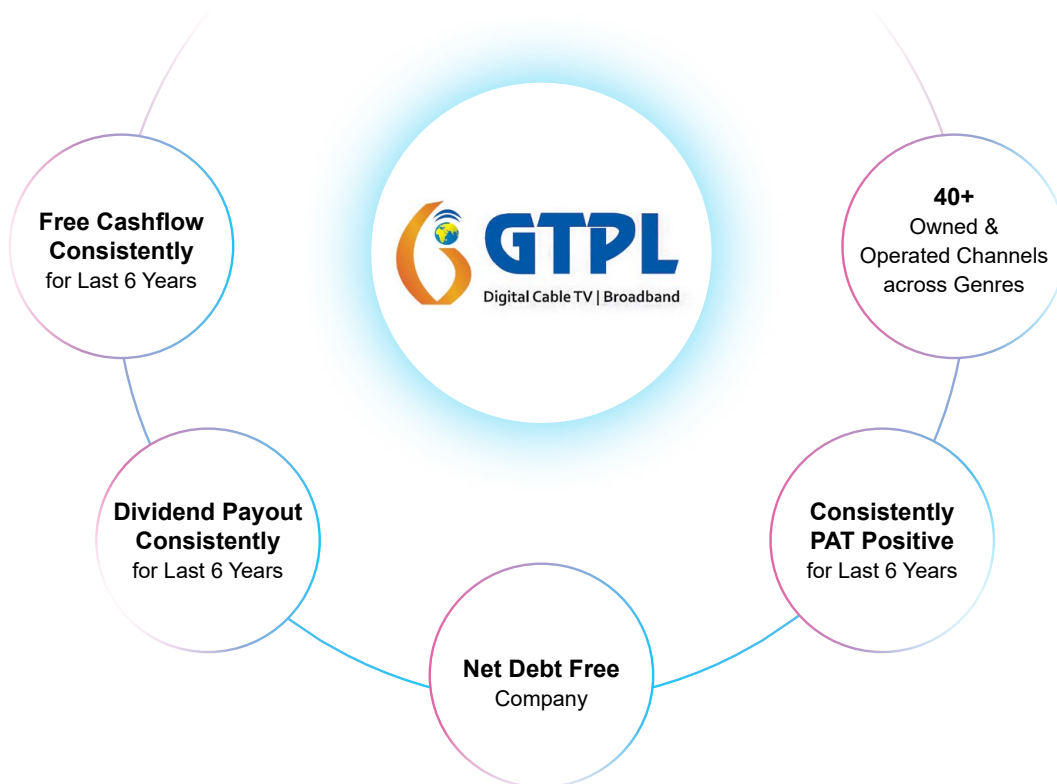 Free Cashflow
Consistently
for Last 6 Years
GTPL
Digital Cable TV | Broadband
40+
Owned &
Operated Channels
across Genres
Dividend Payout
Consistently
for Last 6 Years
Net Debt Free
Company
Consistently
PAT Positive
for Last 6 Years